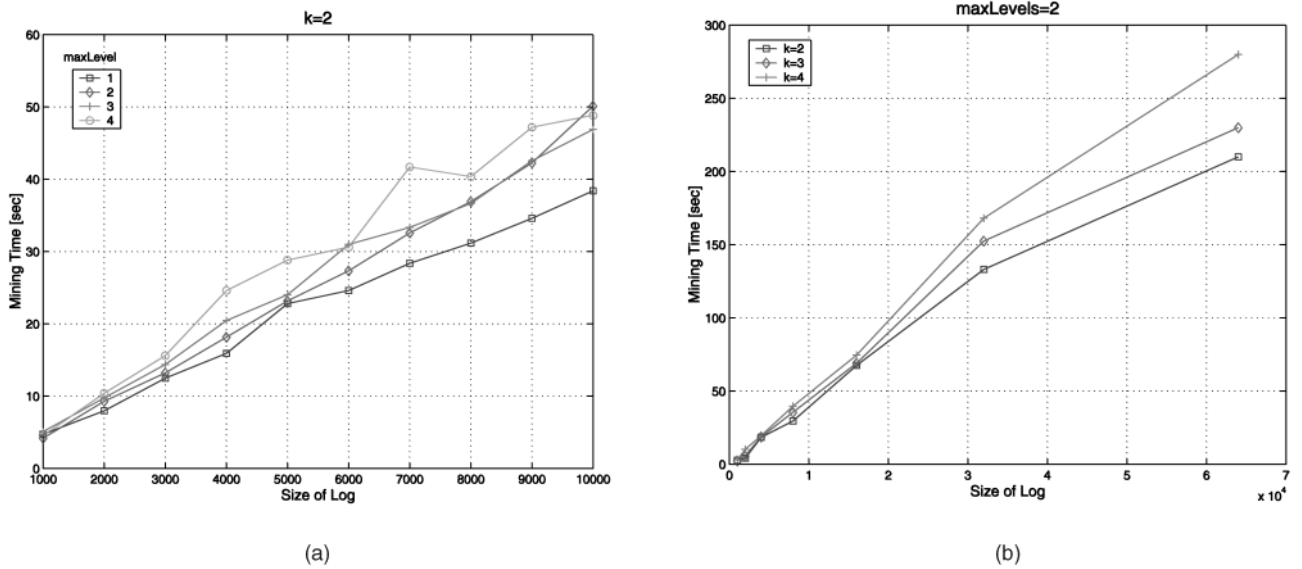 k=2
60
50
40
30
20
10
0
Mining Time [sec]
maxLevel
1
2
3
4
1000 2000 3000 4000 5000 6000 7000 8000 9000 10000
Size of Log
(a)
maxLevels=2
300
250
200
150
100
50
0
Mining Time [sec]
k=2
k=3
k=4
0 1 2 3 4 5 6 7
Size of Log
x 10^4
(b)